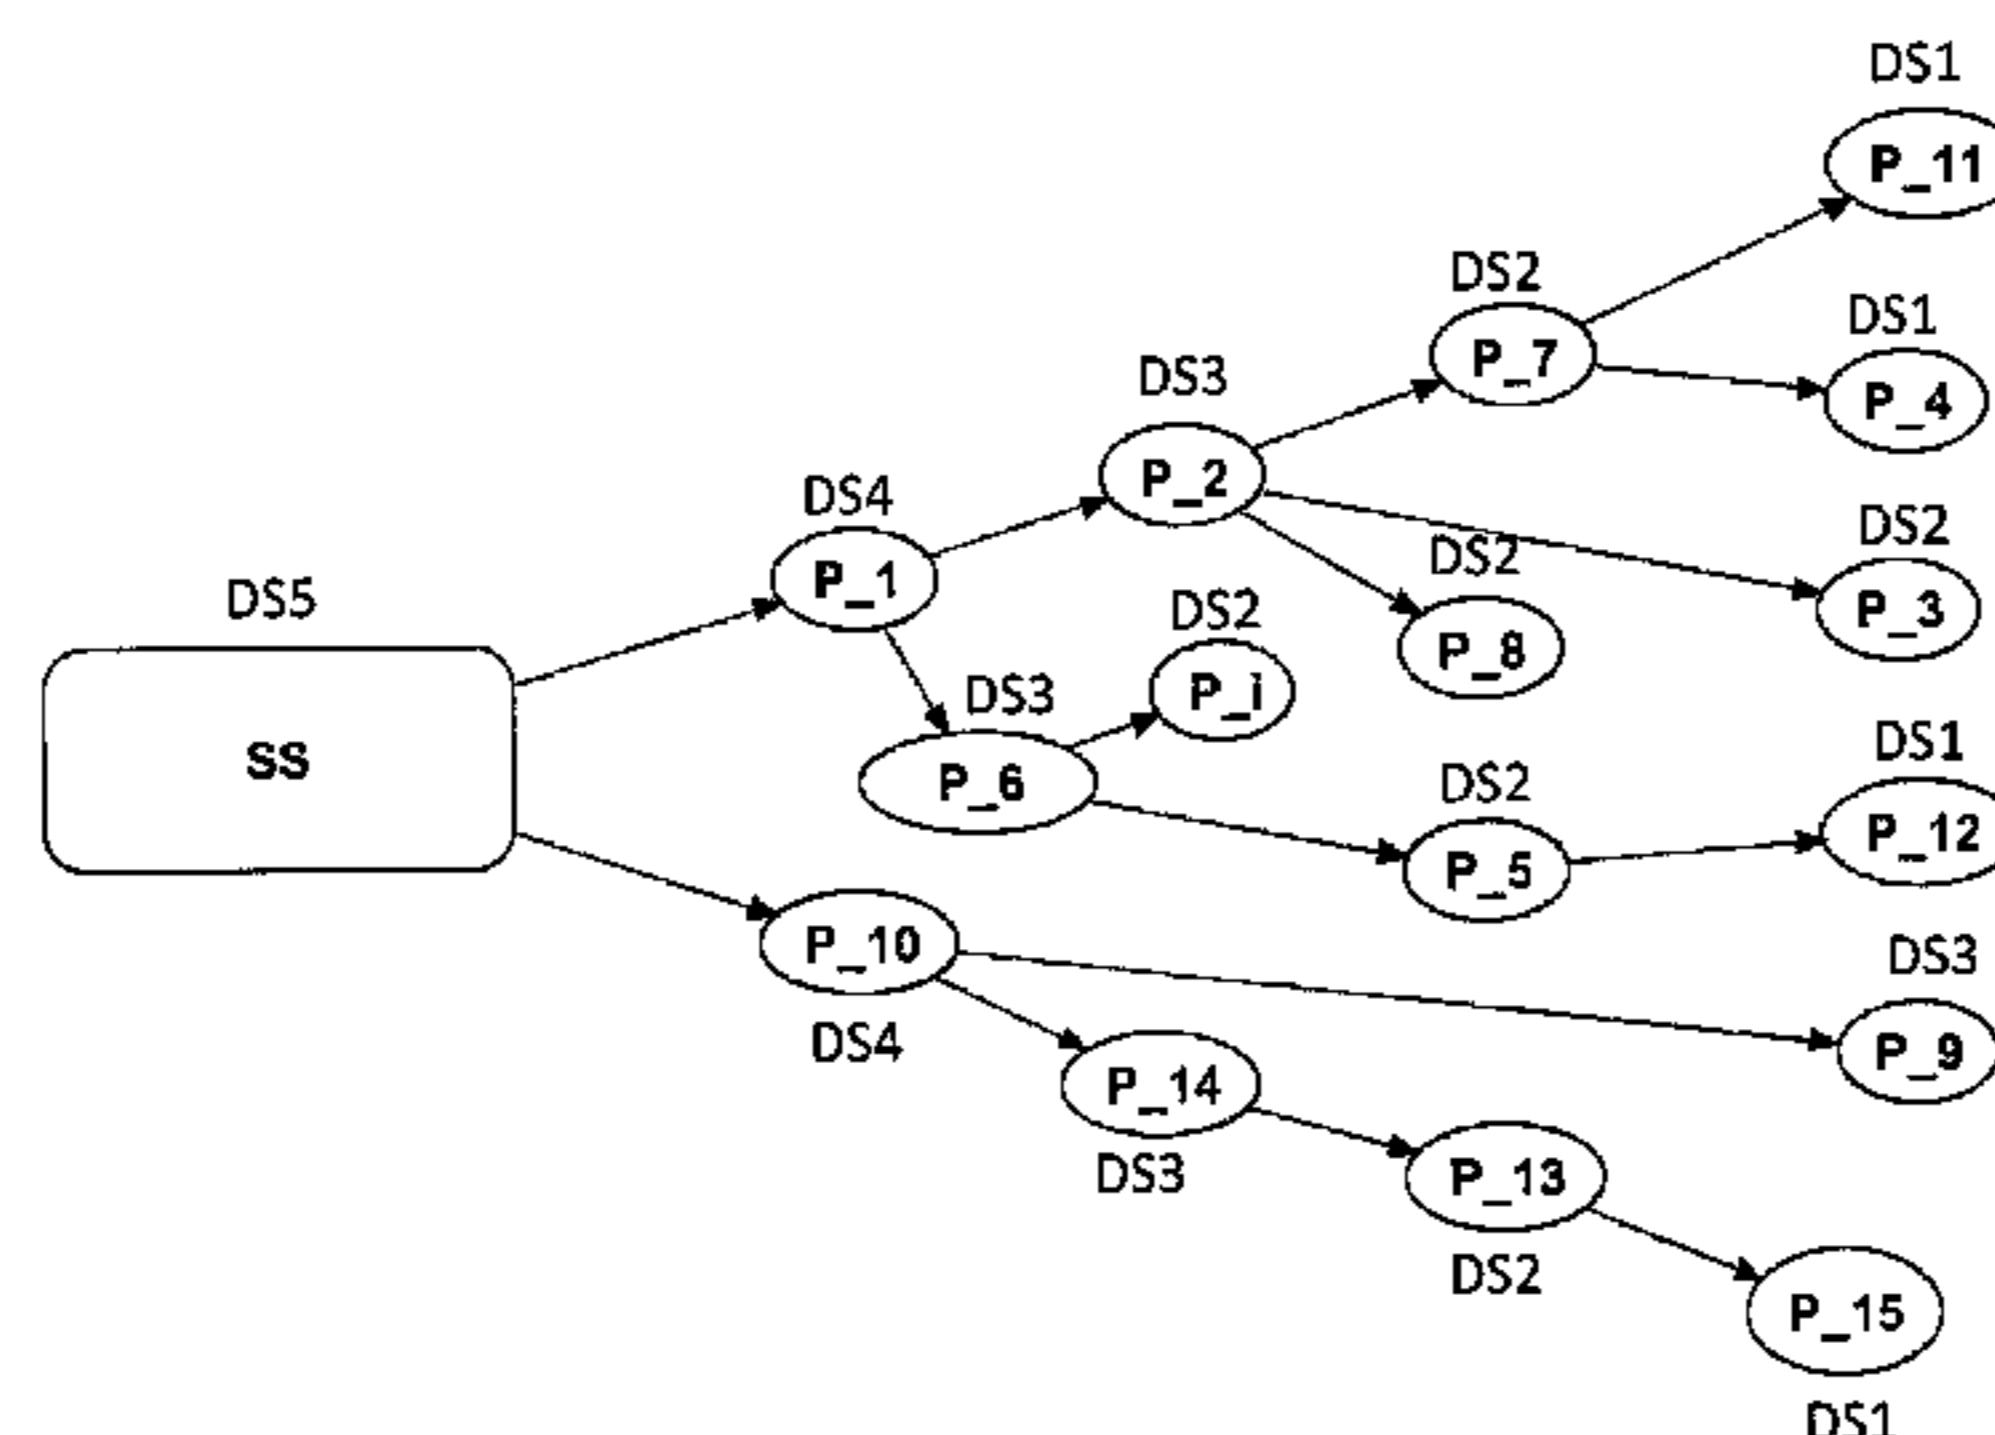 DS1
P_11
DS2
DS1
P_7
P_4
DS3
P_2
DS4
DS2
DS2
P_1
DS5
DS2
P_3
P_8
DS3
P_i
SS
DS1
P_6
DS2
P_12
P_5
P_10
DS3
DS4
P_9
P_14
DS3
P_13
DS2
P_15
DS1